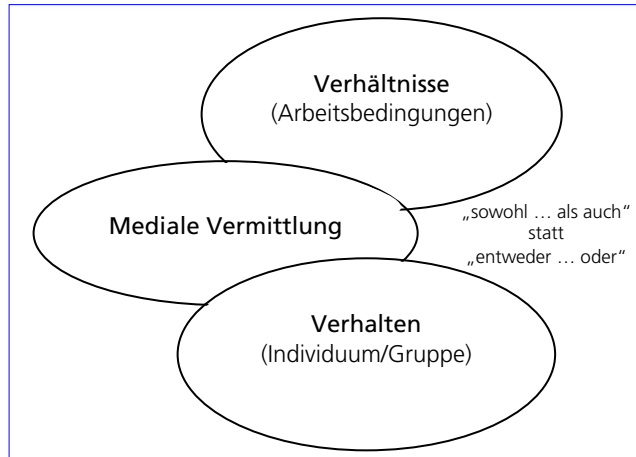 Verhältnisse
(Arbeitsbedingungen)
Mediale Vermittlung
„sowohl … als auch“
statt
„entweder … oder“
Verhalten
(Individuum/Gruppe)